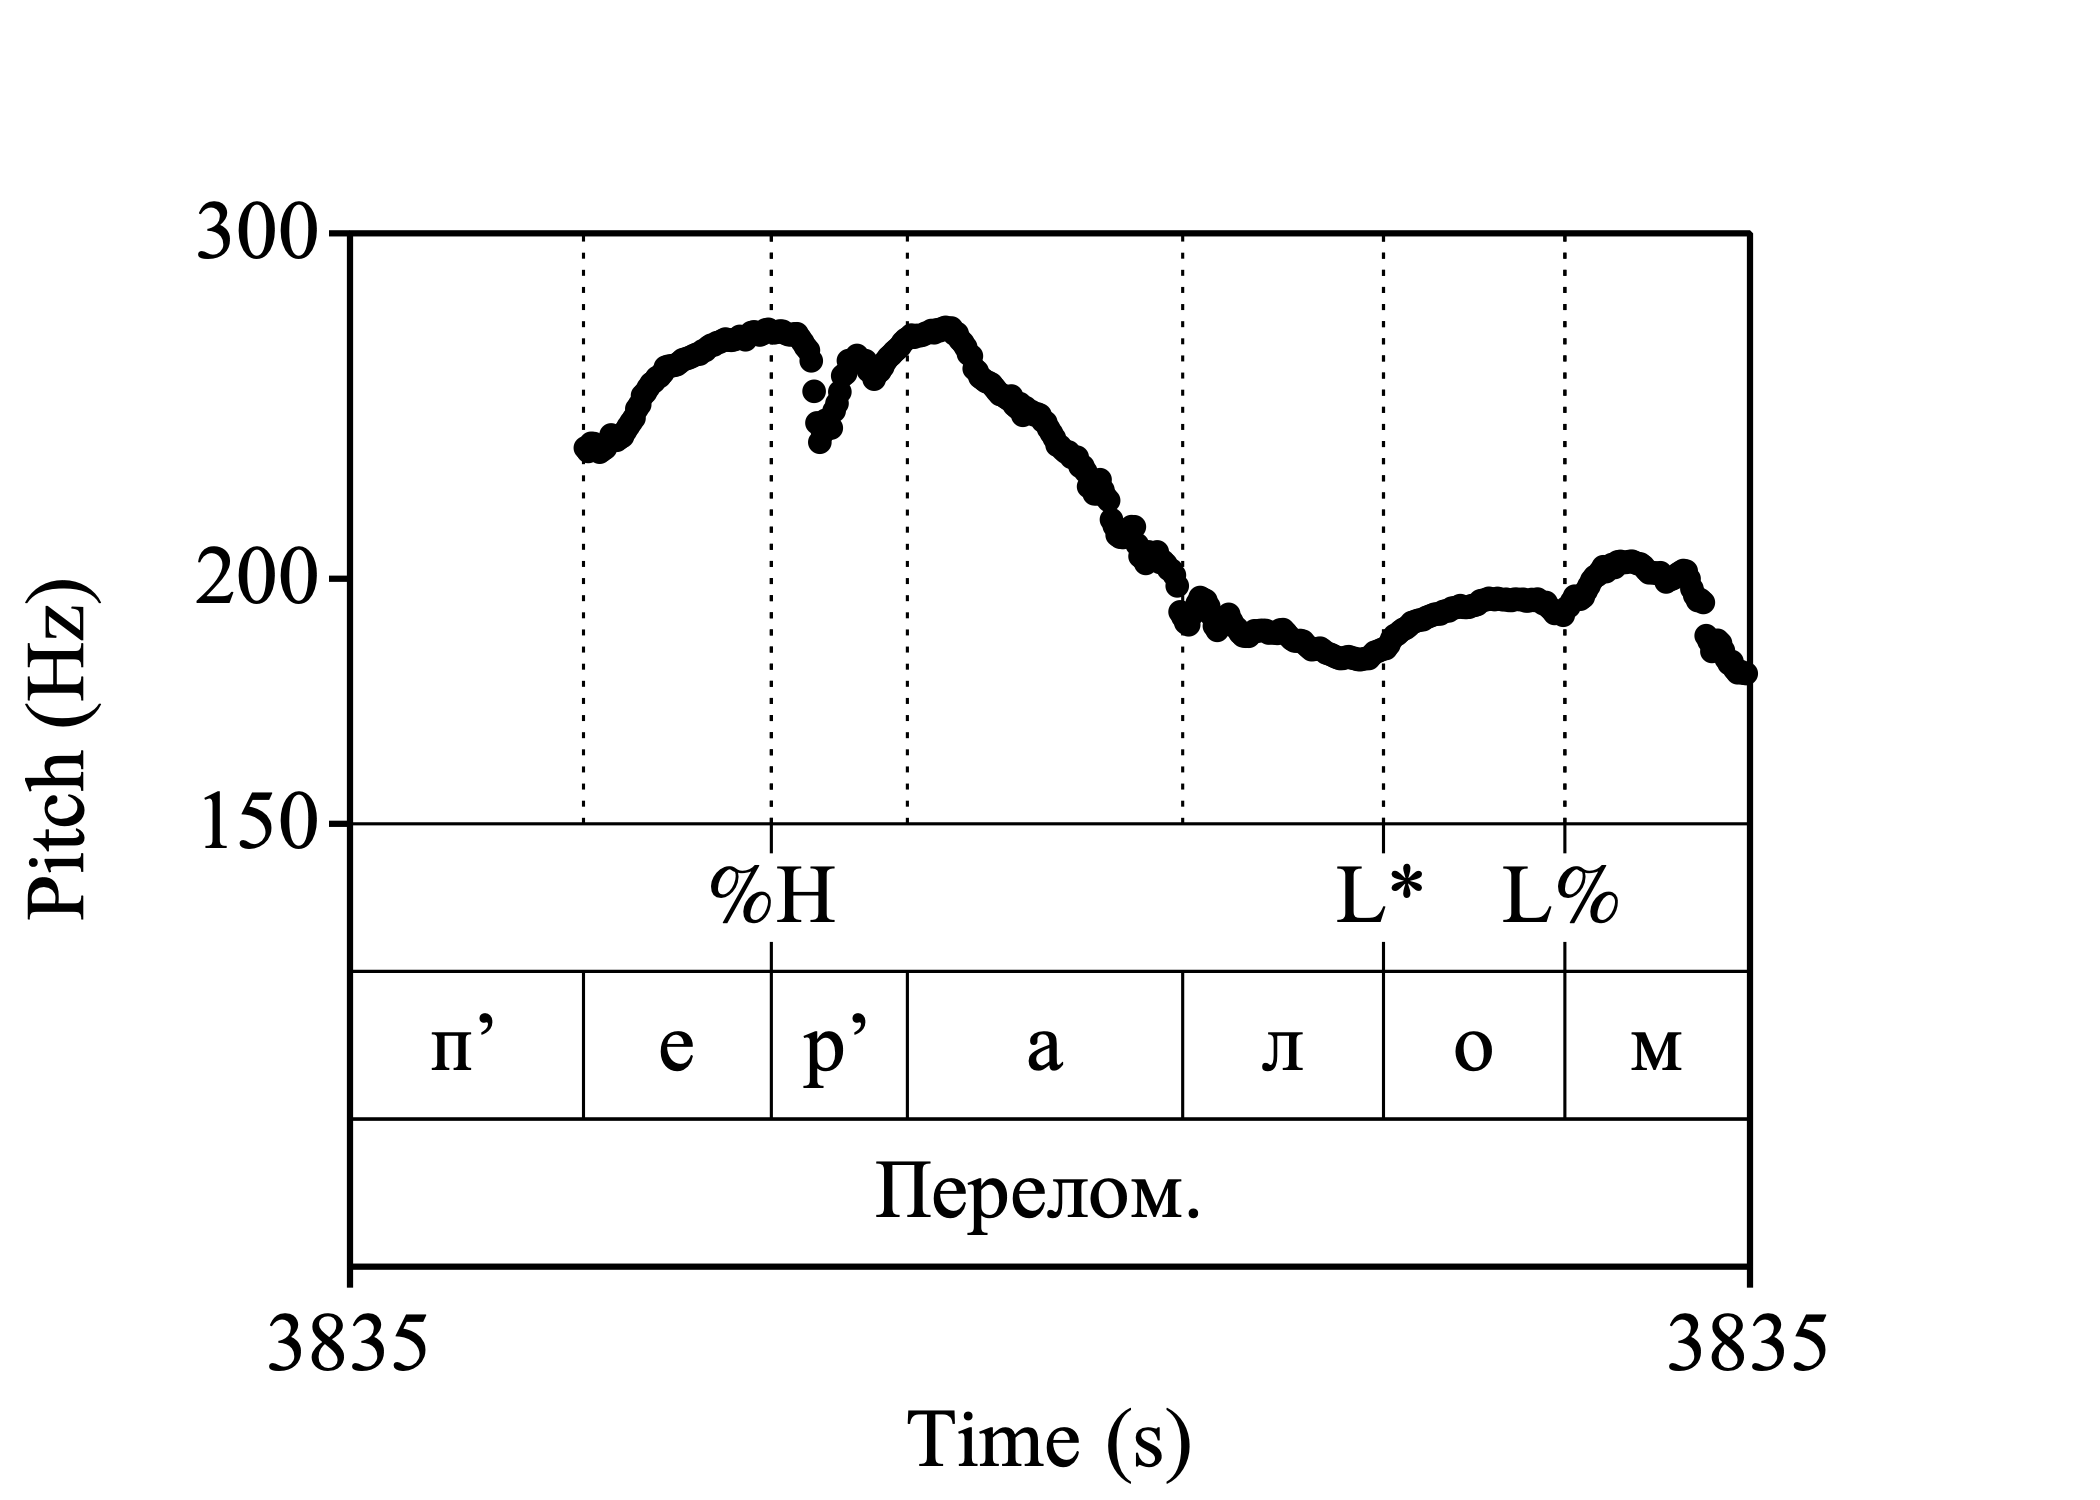 300
200
150
Pitch (Hz)
%H L* L%
п’ е р’ а л о м
Перелом.
3835 3835
Time (s)